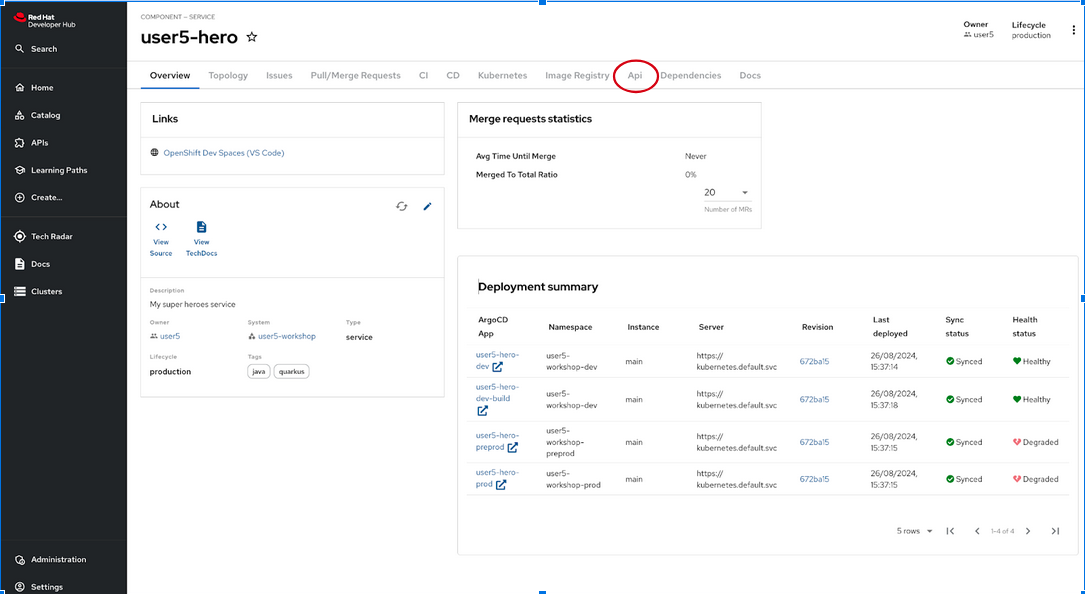 Red Hat
Developer Hub
Search
Home
Catalog
APIs
Learning Paths
Create...
Tech Radar
Docs
Clusters
Administration
Settings
COMPONENT — SERVICE
user5-hero
Owner
user5
Lifecycle
production
Overview Topology Issues Pull/Merge Requests CI CD Kubernetes Image Registry Api Dependencies Docs
Links
OpenShift Dev Spaces (VS Code)
About
View
Source
View
TechDocs
Description
My super heroes service
Owner System Type
user5 user5-workshop service
Lifecycle Tags
production java quarkus
Merge requests statistics
Avg Time Until Merge Never
Merged To Total Ratio 0%
20
Number of MRs
Deployment summary
ArgoCD
App
Namespace
Instance
Server
Revision
Last
deployed
Sync
status
Health
status
user5-hero-
dev
user5-
workshop-dev
main
https://
kubernetes.default.svc
672ba15
26/08/2024,
15:37:14
Synced
Healthy
user5-hero-
dev-build
user5-
workshop-dev
main
https://
kubernetes.default.svc
672ba15
26/08/2024,
15:37:18
Synced
Healthy
user5-hero-
preprod
user5-
workshop-
preprod
main
https://
kubernetes.default.svc
672ba15
26/08/2024,
15:37:15
Synced
Degraded
user5-hero-
prod
user5-
workshop-prod
main
https://
kubernetes.default.svc
672ba15
26/08/2024,
15:37:15
Synced
Degraded
5 rows
1-4 of 4